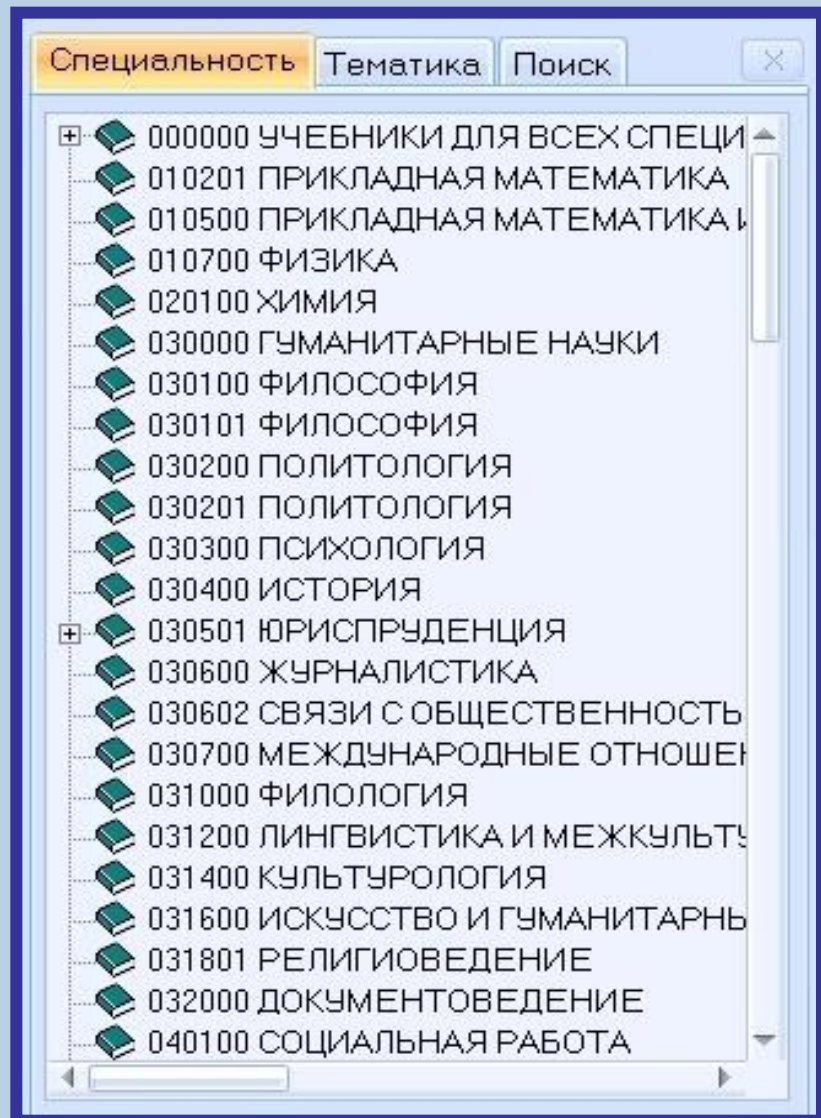 Специальность Тематика Поиск
000000 УЧЕБНИКИ ДЛЯ ВСЕХ СПЕЦИ
010201 ПРИКЛАДНАЯ МАТЕМАТИКА
010500 ПРИКЛАДНАЯ МАТЕМАТИКА И
010700 ФИЗИКА
020100 ХИМИЯ
030000 ГУМАНИТАРНЫЕ НАУКИ
030100 ФИЛОСОФИЯ
030101 ФИЛОСОФИЯ
030200 ПОЛИТОЛОГИЯ
030201 ПОЛИТОЛОГИЯ
030300 ПСИХОЛОГИЯ
030400 ИСТОРИЯ
030501 ЮРИСПРУДЕНЦИЯ
030600 ЖУРНАЛИСТИКА
030602 СВЯЗИ С ОБЩЕСТВЕННОСТЬ
030700 МЕЖДУНАРОДНЫЕ ОТНОШЕН
031000 ФИЛОЛОГИЯ
031200 ЛИНГВИСТИКА И МЕЖКУЛЬТУ
031400 КУЛЬТУРОЛОГИЯ
031600 ИСКУССТВО И ГУМАНИТАРНЫ
031801 РЕЛИГИОВЕДЕНИЕ
032000 ДОКУМЕНТОВЕДЕНИЕ
040100 СОЦИАЛЬНАЯ РАБОТА